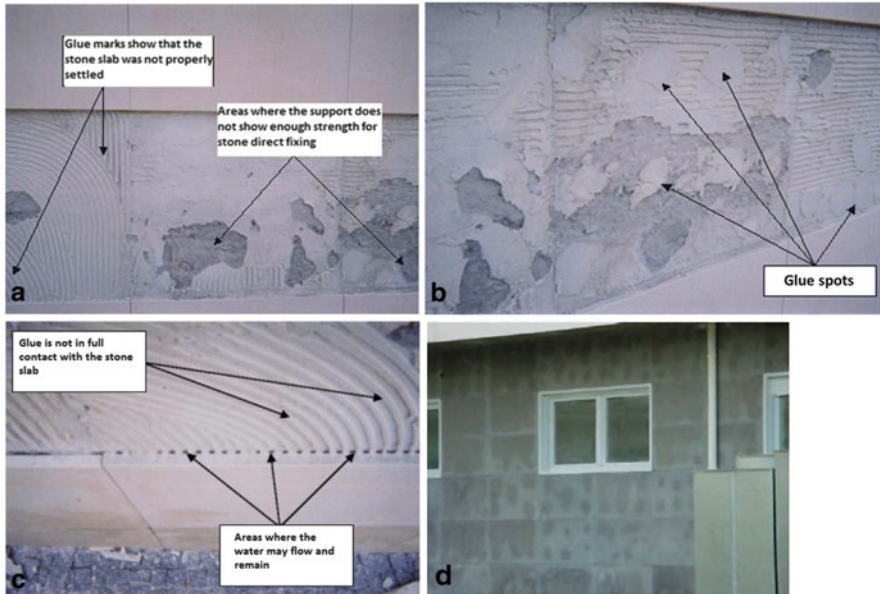 Glue marks show that the
stone slab was not properly
settled
Areas where the support does
not show enough strength for
stone direct fixing
a
Glue spots
b
Glue is not in full
contact with the stone
slab
Areas where the
water may flow and
remain
c
d